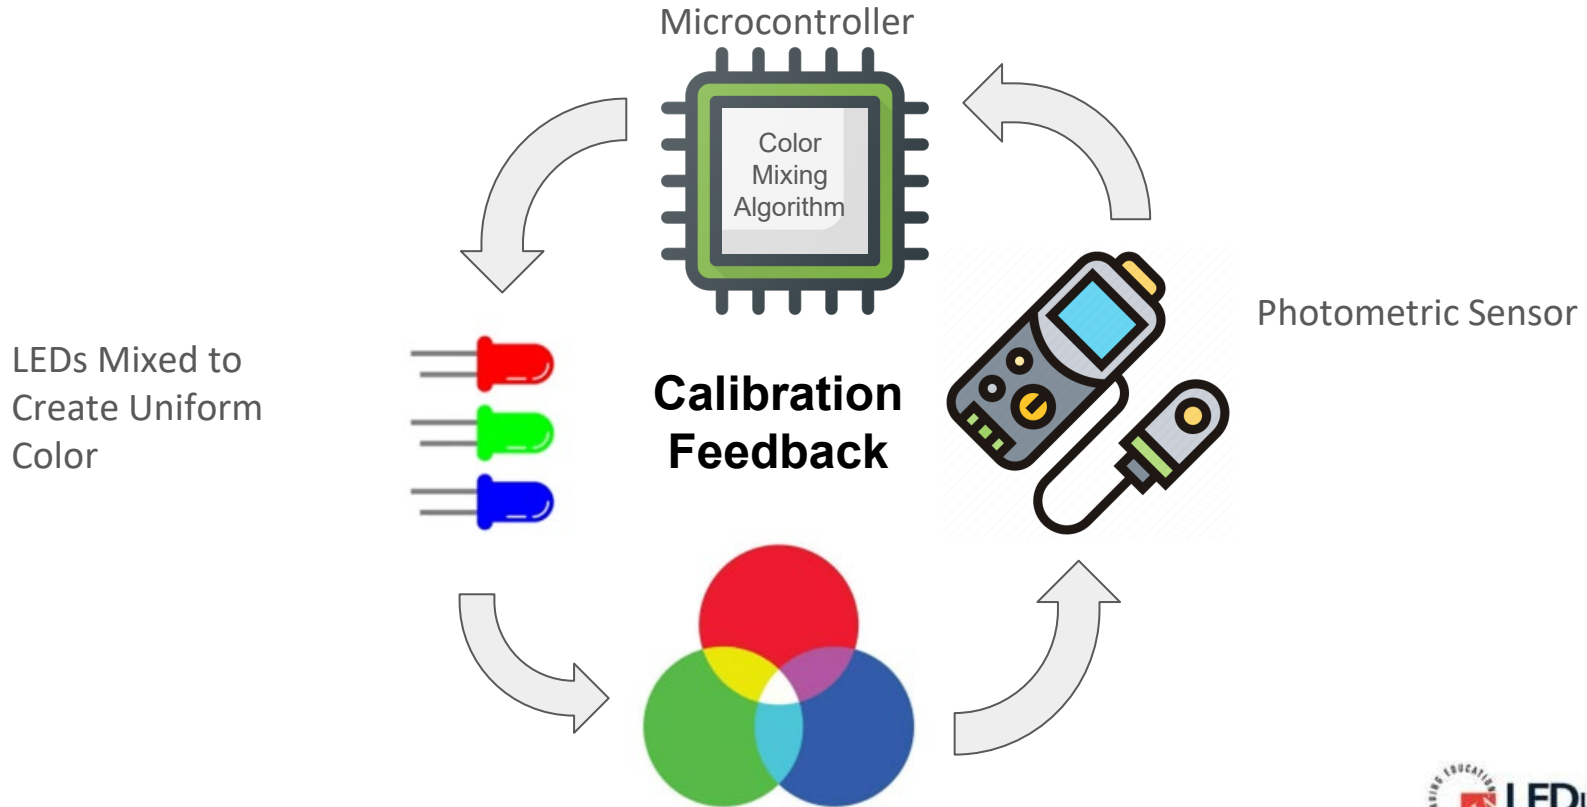 Microcontroller
Color
Mixing
Algorithm
Photometric Sensor
LEDs Mixed to
Create Uniform
Color
Calibration
Feedback